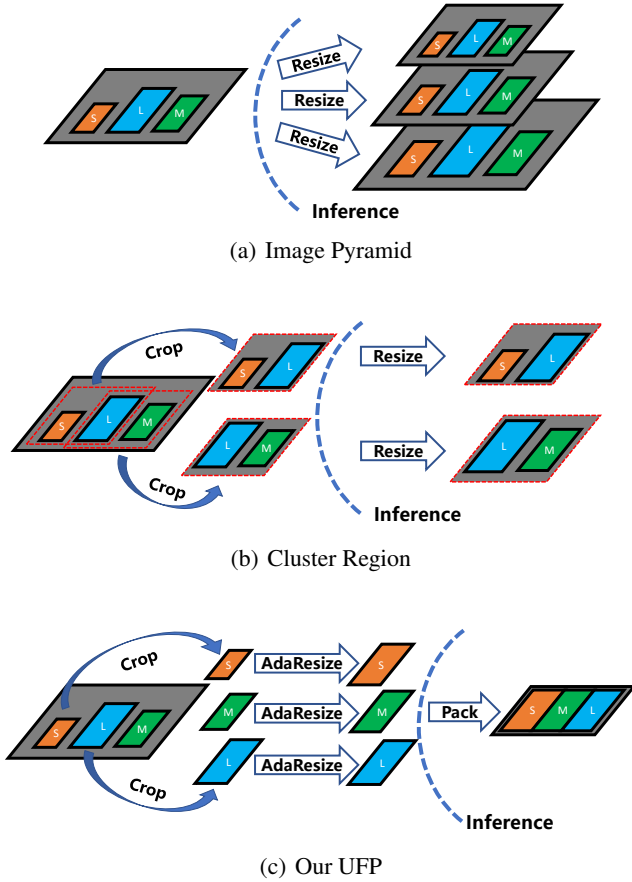 S
L
M
Resize
Resize
Resize
S
L
M
S
L
M
S
L
M
Inference
(a) Image Pyramid
Crop
S
L
M
Crop
S
L
L
M
Resize
Resize
S
L
L
M
Inference
(b) Cluster Region
Crop
S
L
M
Crop
S
AdaResize
S
M
AdaResize
M
L
AdaResize
L
Pack
S
M
L
Inference
(c) Our UFP